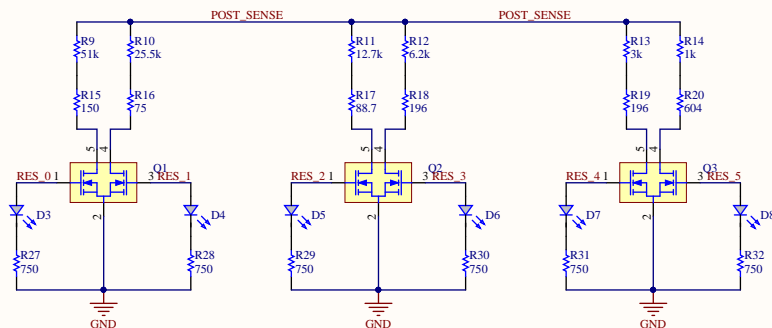 POST_SENSE POST_SENSE
R9 R10 R11 R12 R13 R14
51k 25.5k 12.7k 6.2k 3k 1k
R15 R16 R17 R18 R19 R20
150 75 88.7 196 196 604
5 4 5 4 5 4
Q1 Q2 Q3
RES_0 1 3 RES_1 RES_2 1 3 RES_3 RES_4 1 3 RES_5
2 2 2
D3 D4 D5 D6 D7 D8
R27 R28 R29 R30 R31 R32
750 750 750 750 750 750
GND GND GND